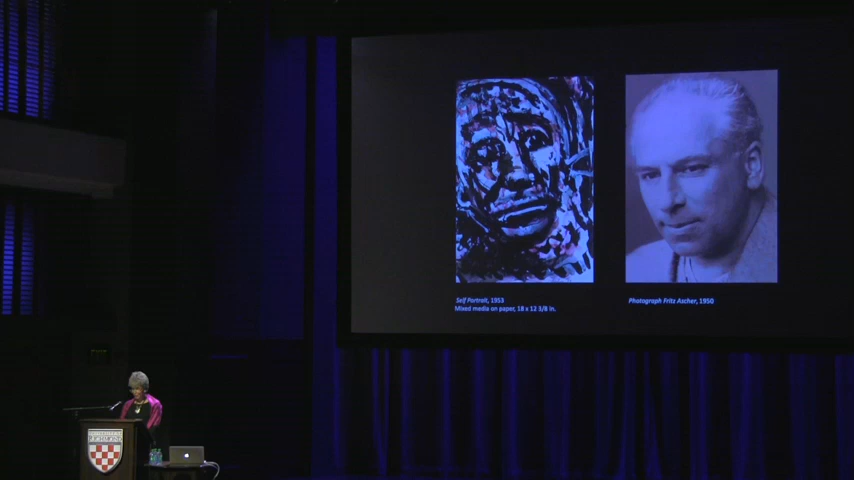 Self Portrait, 1953
Mixed media on paper, 18 x 12 3/8 in.
Photograph Fritz Ascher, 1950